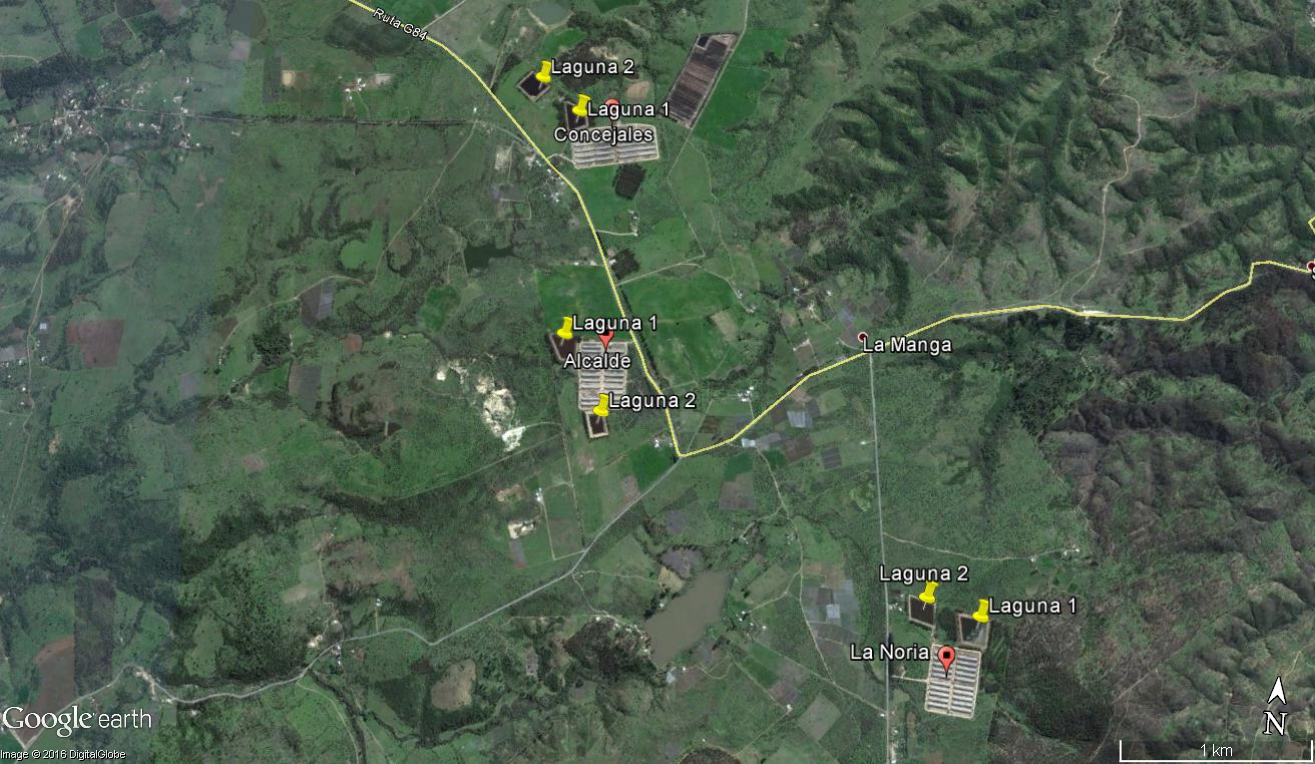 Ruta G84
Laguna 2
Laguna 1
Concejales
Laguna 1
Alcalde
Laguna 2
La Manga
Laguna 2
Laguna 1
La Noria
Google earth
Image © 2016 DigitalGlobe
N
1 km